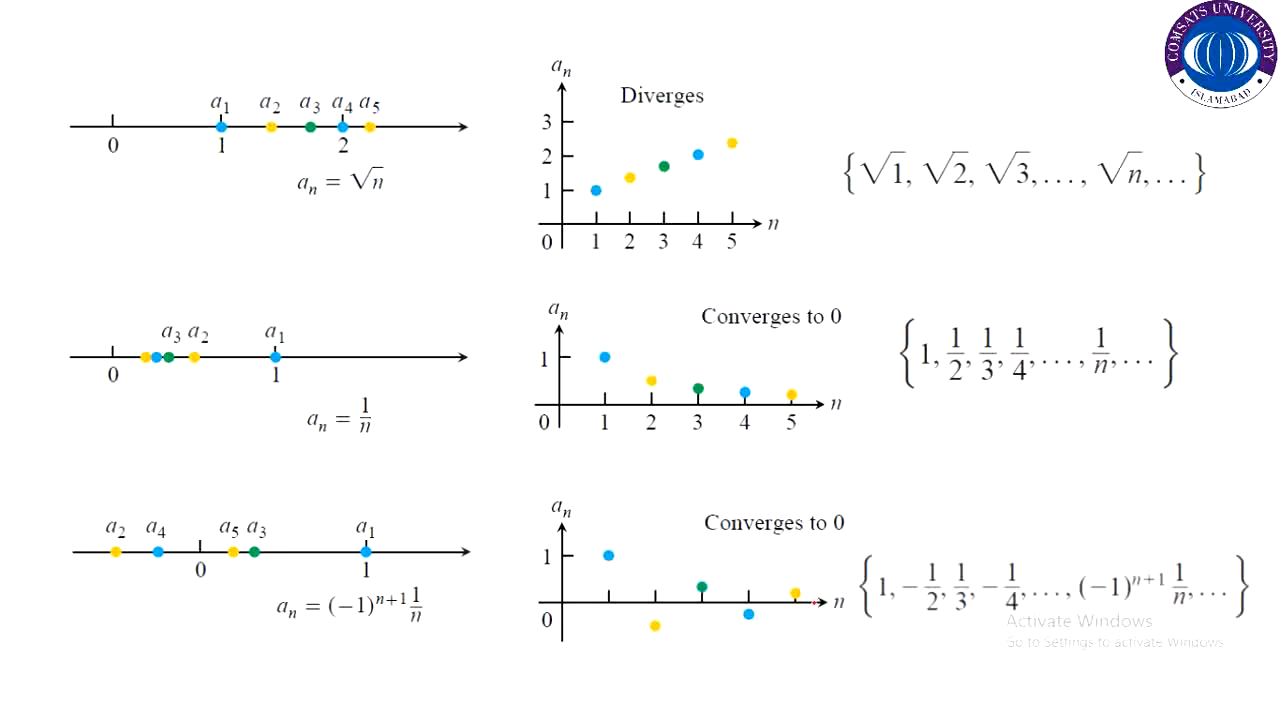 COMSATS UNIVERSITY
ISLAMABAD
a₁ a₂ a₃ a₄ a₅
0 1 2
aₙ = √n
aₙ
Diverges
3
2
1
0 1 2 3 4 5
n
{√1, √2, √3, . . . , √n, . . . }
a₃ a₂ a₁
0 1
aₙ = 1/n
aₙ
Converges to 0
1
0 1 2 3 4 5
n
{1, 1/2, 1/3, 1/4, . . . , 1/n, . . . }
a₂ a₄ a₅ a₃ a₁
0 1
aₙ = (−1)ⁿ⁺¹ 1/n
aₙ
Converges to 0
1
0
n
{1, −1/2, 1/3, −1/4, . . . , (−1)ⁿ⁺¹ 1/n, . . . }
Activate Windows
Go to Settings to activate Windows.